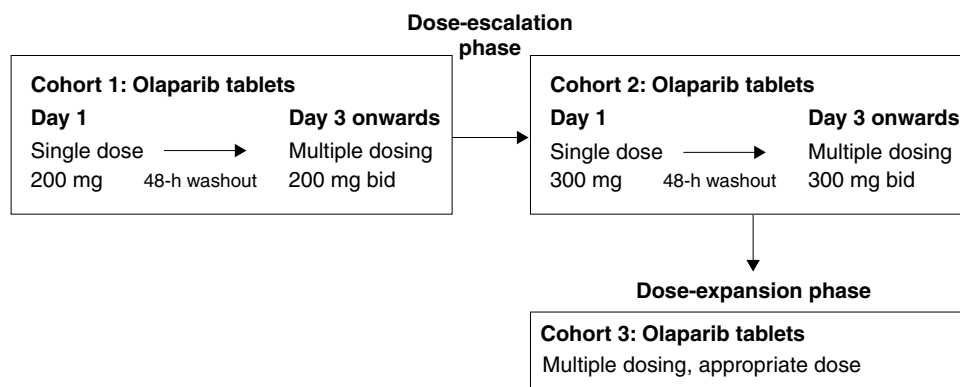 Dose-escalation
phase
Cohort 1: Olaparib tablets
Day 1 Day 3 onwards
Single dose Multiple dosing
200 mg 48-h washout 200 mg bid
Cohort 2: Olaparib tablets
Day 1 Day 3 onwards
Single dose Multiple dosing
300 mg 48-h washout 300 mg bid
Dose-expansion phase
Cohort 3: Olaparib tablets
Multiple dosing, appropriate dose